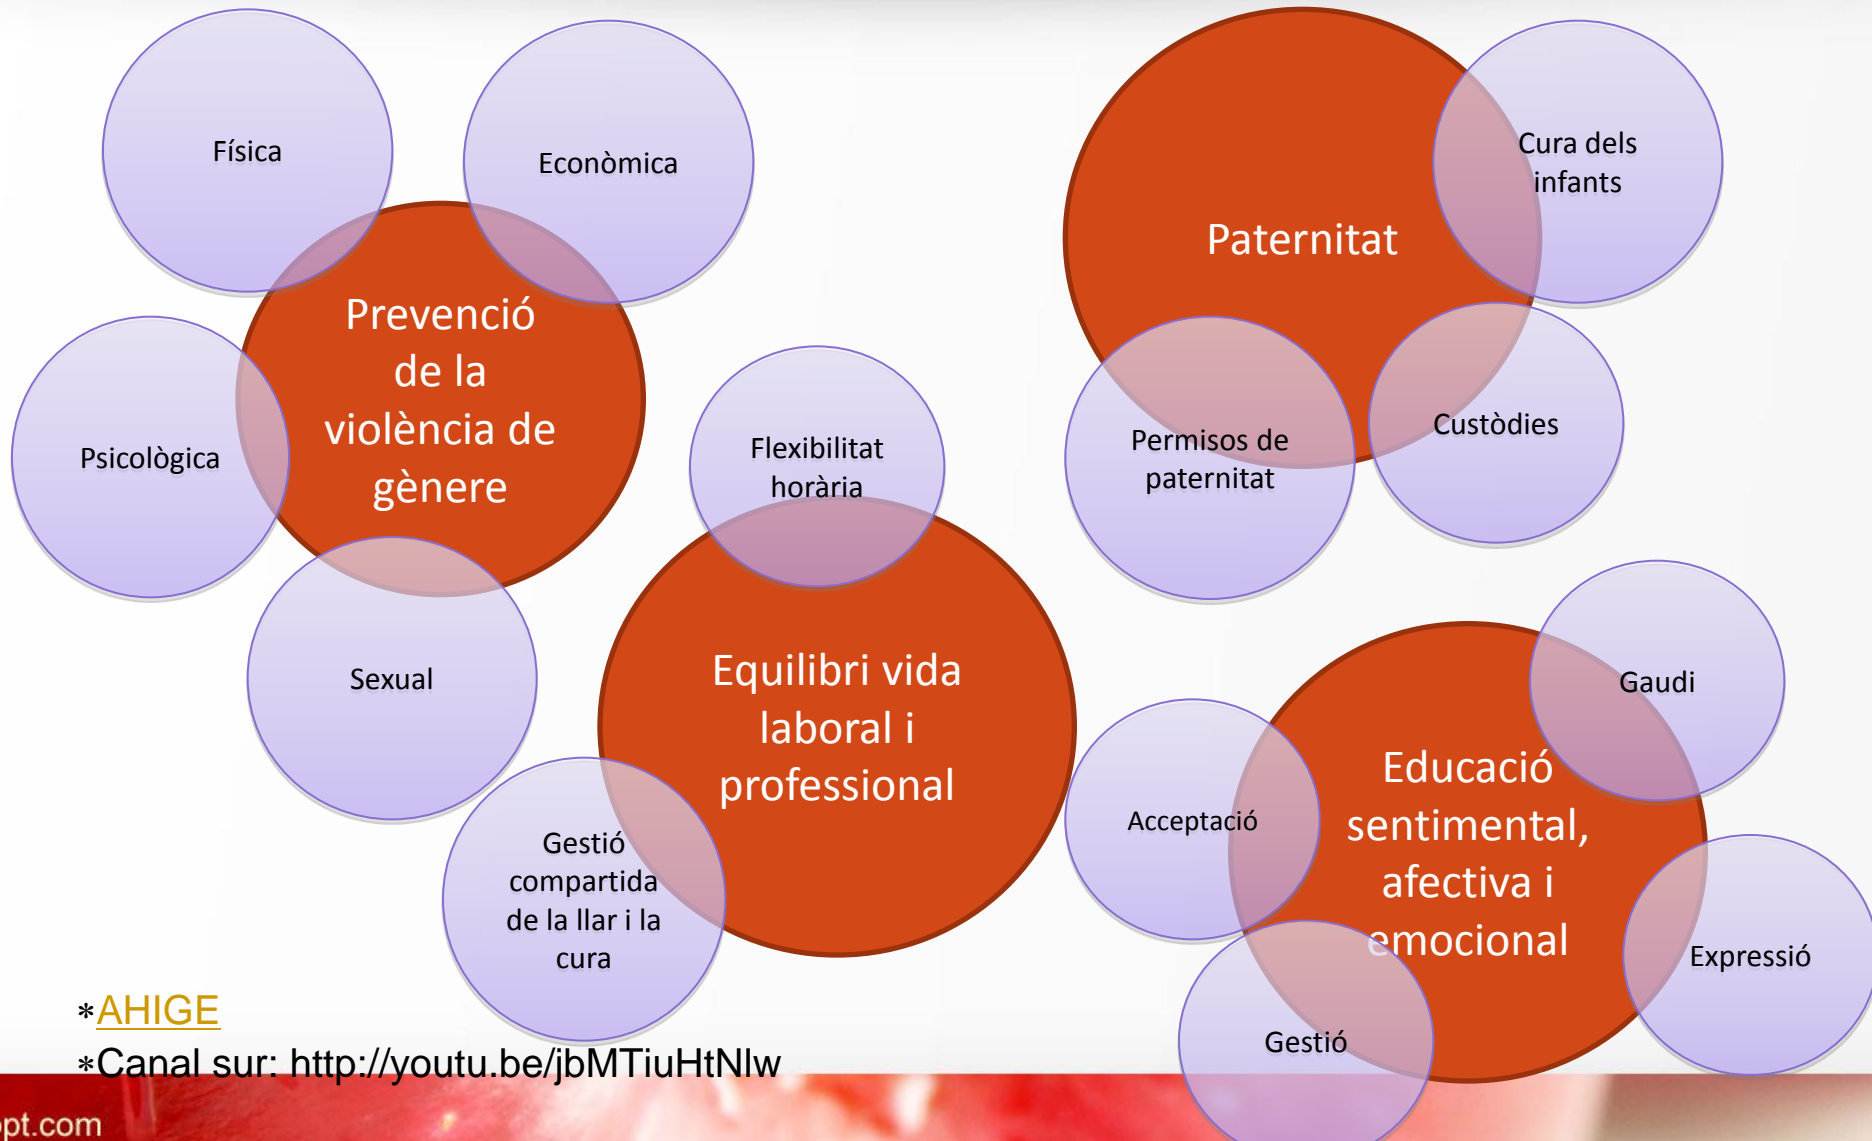 Física
Econòmica
Psicològica
Sexual
Prevenció
de la
violència de
gènere
Flexibilitat
horària
Equilibri vida
laboral i
professional
Gestió
compartida
de la llar i la
cura
Paternitat
Cura dels
infants
Permisos de
paternitat
Custòdies
Gaudi
Acceptació
Educació
sentimental,
afectiva i
emocional
Expressió
Gestió
*AHIGE
*Canal sur: http://youtu.be/jbMTiuHtNlw
pt.com